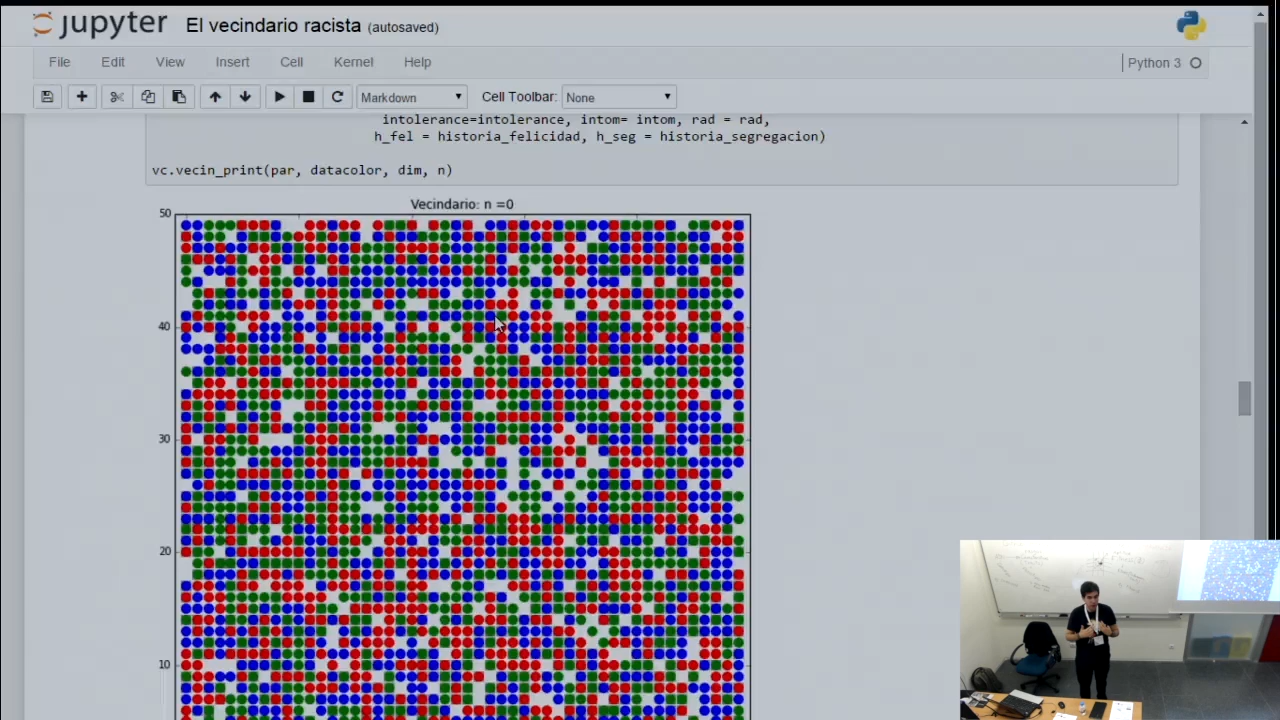 jupyter El vecindario racista (autosaved)
File Edit View Insert Cell Kernel Help Python 3
Markdown Cell Toolbar: None
intolerance=intolerance, intom= intom, rad = rad,
h_fel = historia_felicidad, h_seg = historia_segregacion)
vc.vecin_print(par, datacolor, dim, n)
Vecindario: n =0
50
40
30
20
10